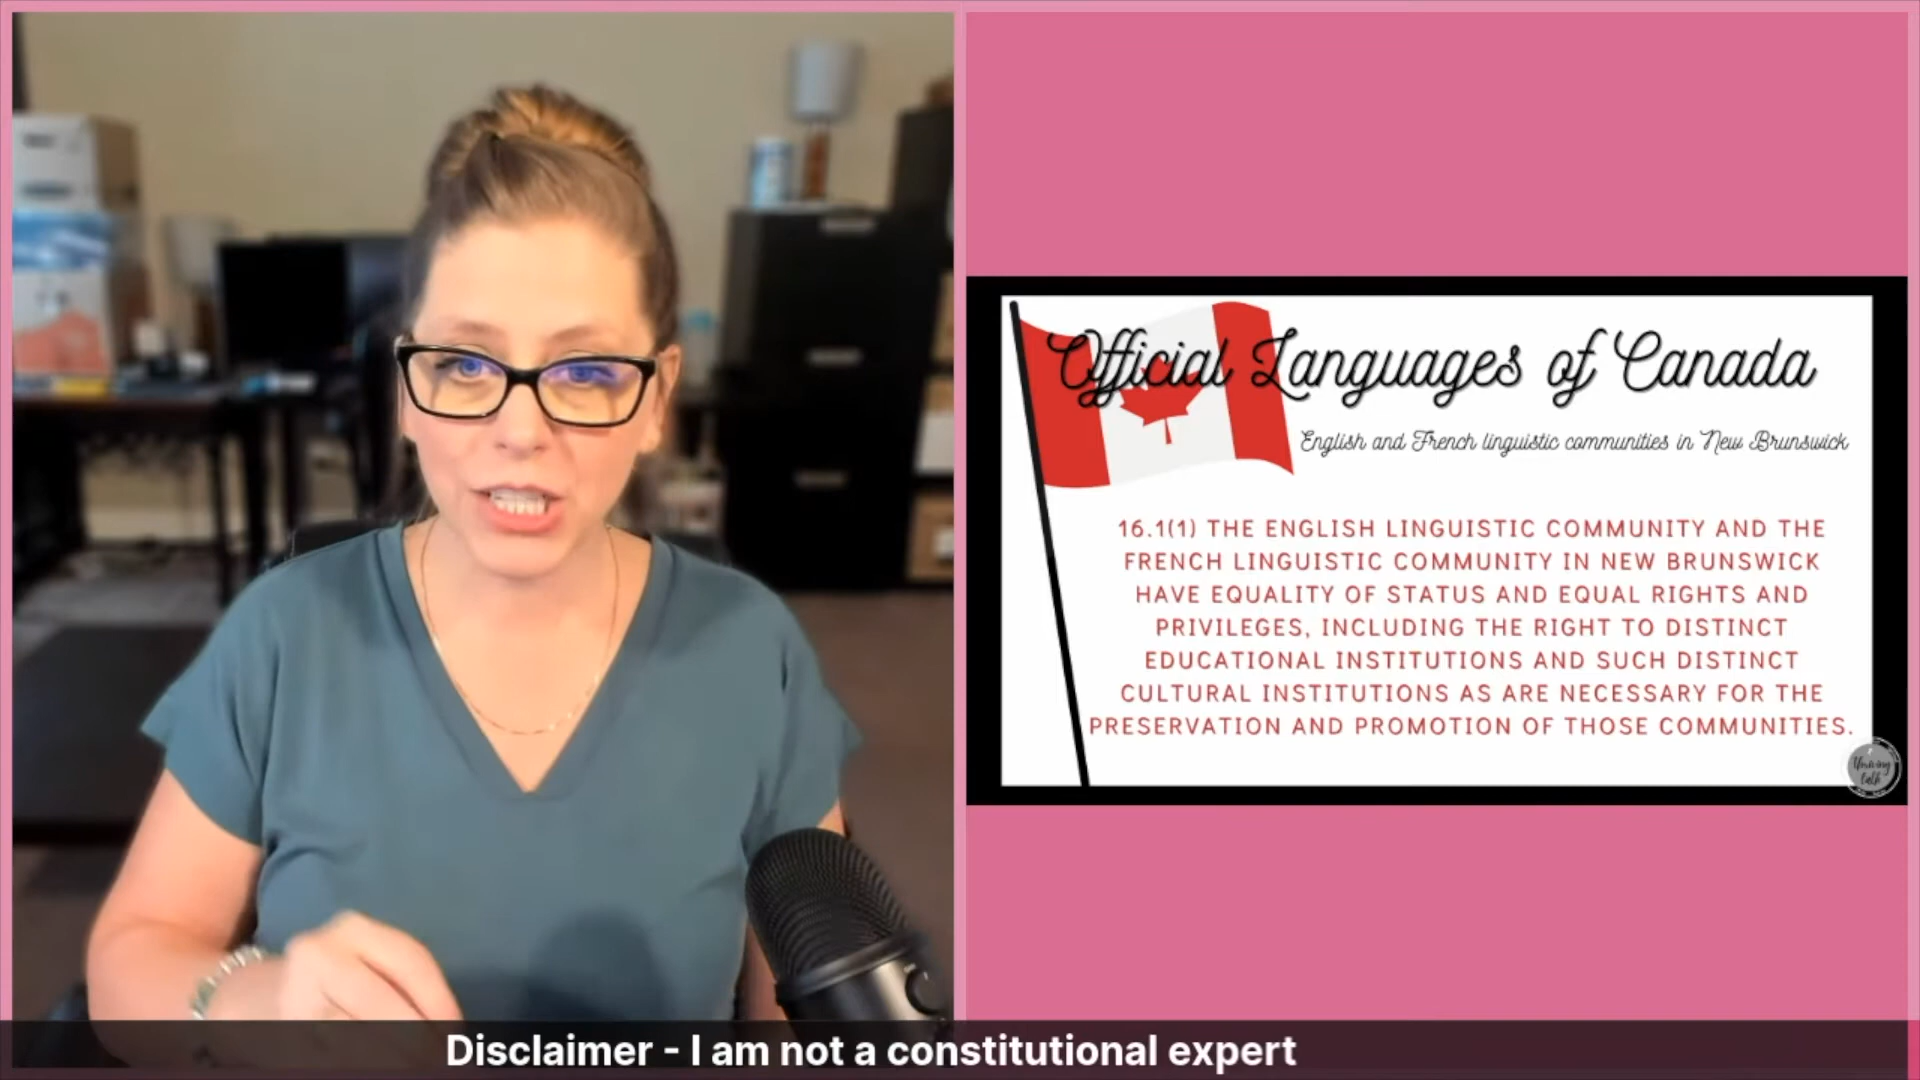 Official Languages of Canada
English and French linguistic communities in New Brunswick
16.1(1) THE ENGLISH LINGUISTIC COMMUNITY AND THE
FRENCH LINGUISTIC COMMUNITY IN NEW BRUNSWICK
HAVE EQUALITY OF STATUS AND EQUAL RIGHTS AND
PRIVILEGES, INCLUDING THE RIGHT TO DISTINCT
EDUCATIONAL INSTITUTIONS AND SUCH DISTINCT
CULTURAL INSTITUTIONS AS ARE NECESSARY FOR THE
PRESERVATION AND PROMOTION OF THOSE COMMUNITIES.
Disclaimer - I am not a constitutional expert